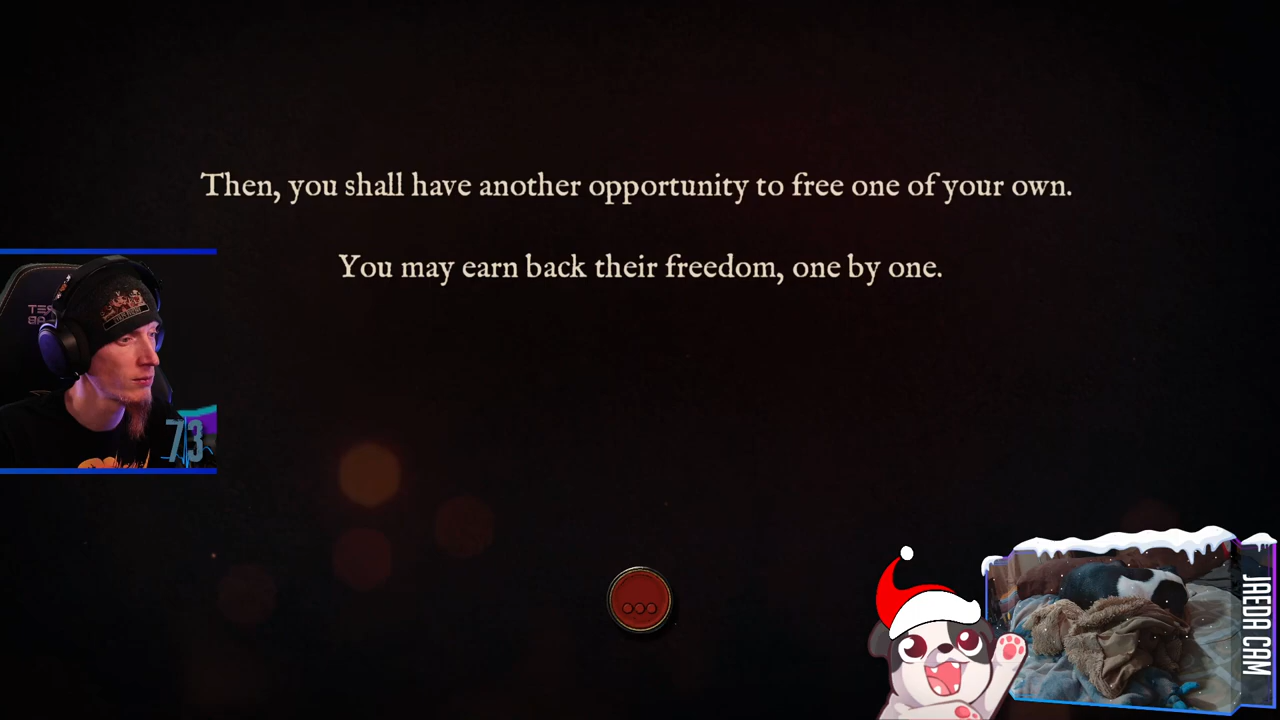 Then, you shall have another opportunity to free one of your own.
You may earn back their freedom, one by one.
73
JAEDA CAM